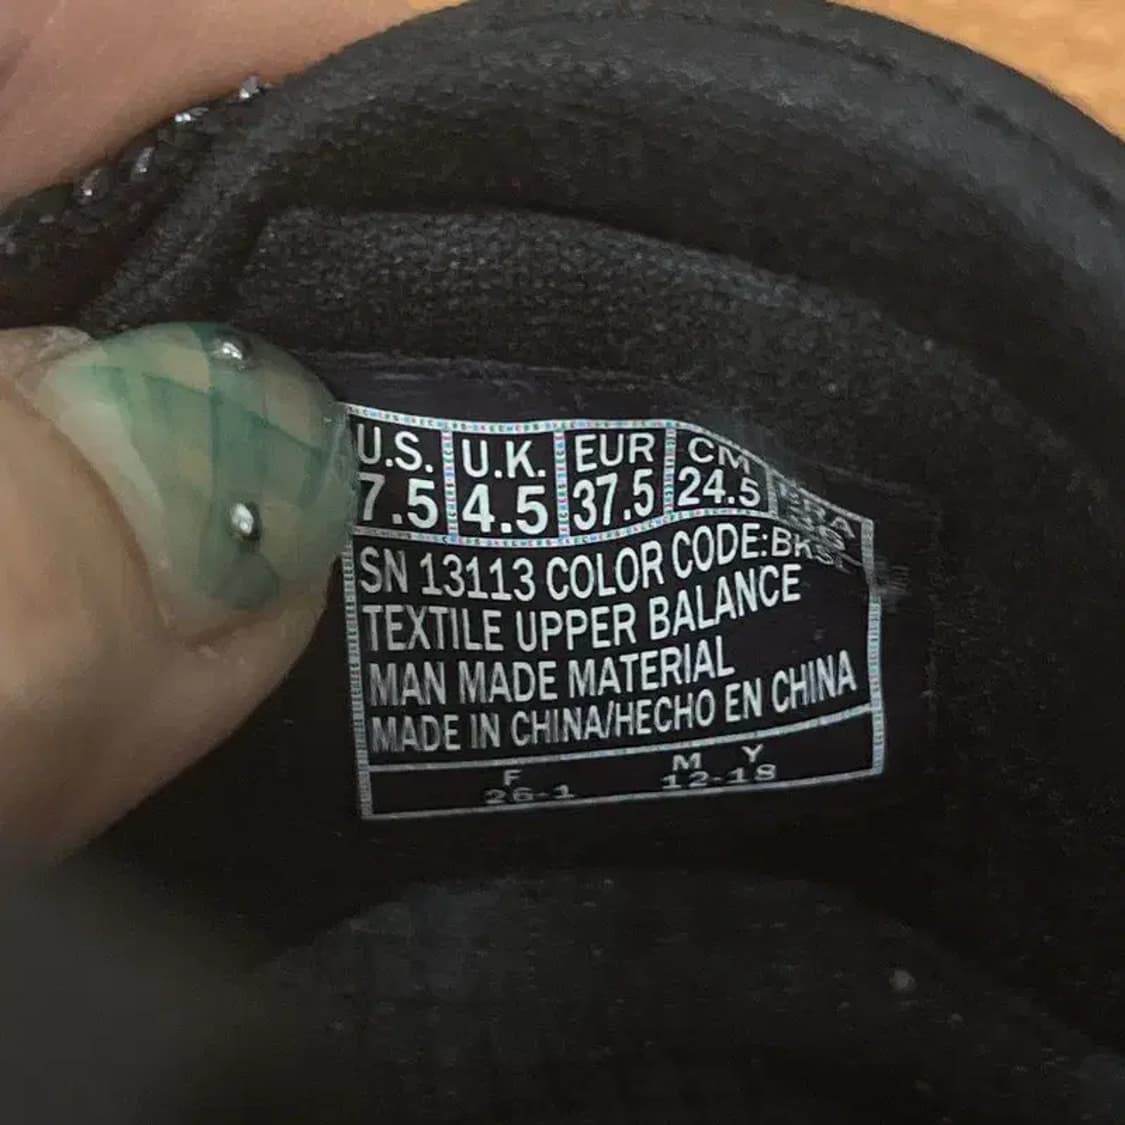 U.S. U.K. EUR CM BRA
7.5 4.5 37.5 24.5
SN 13113 COLOR CODE:
TEXTILE UPPER BALANCE
MAN MADE MATERIAL
MADE IN CHINA/HECHO EN CHINA
F M Y
26-1 12-18